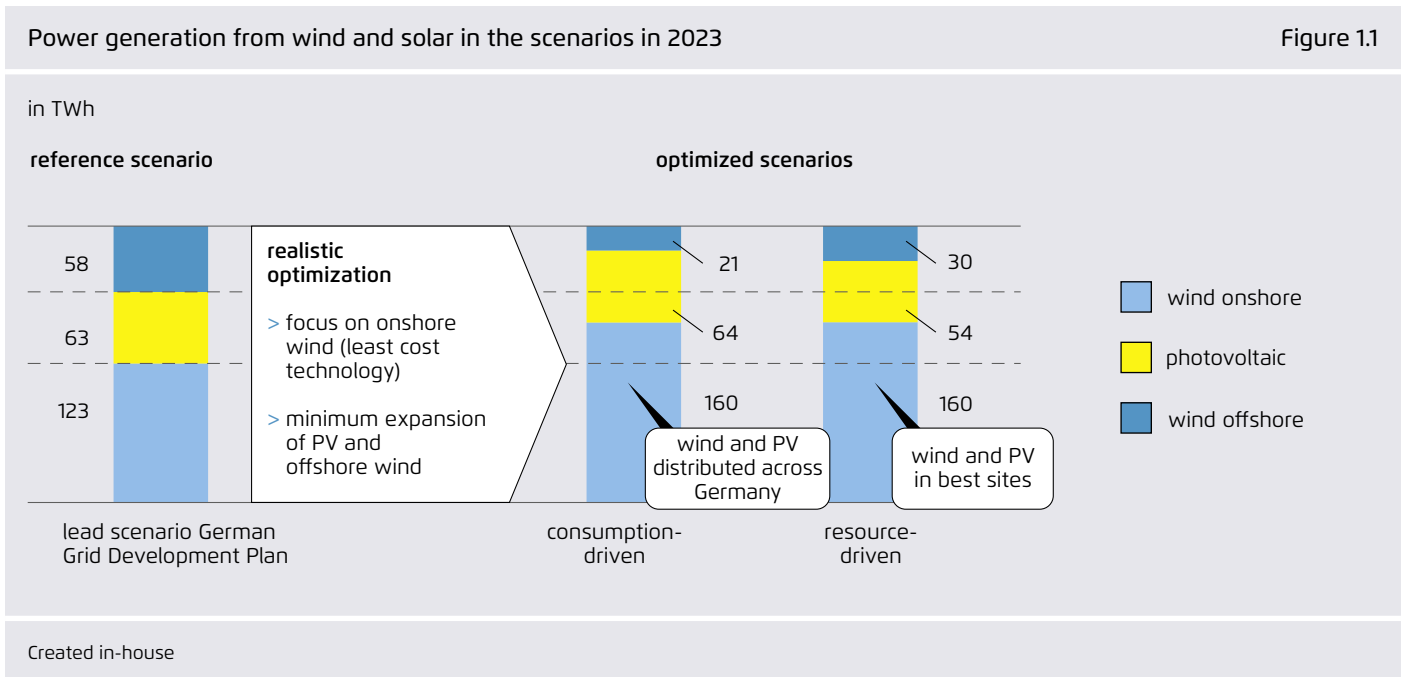 Power generation from wind and solar in the scenarios in 2023
Figure 1.1
in TWh
reference scenario
optimized scenarios
58
63
123
realistic
optimization
> focus on onshore
wind (least cost
technology)
> minimum expansion
of PV and
offshore wind
21
64
160
wind and PV
distributed across
Germany
30
54
160
wind and PV
in best sites
wind onshore
photovoltaic
wind offshore
lead scenario German
Grid Development Plan
consumption-
driven
resource-
driven
Created in-house